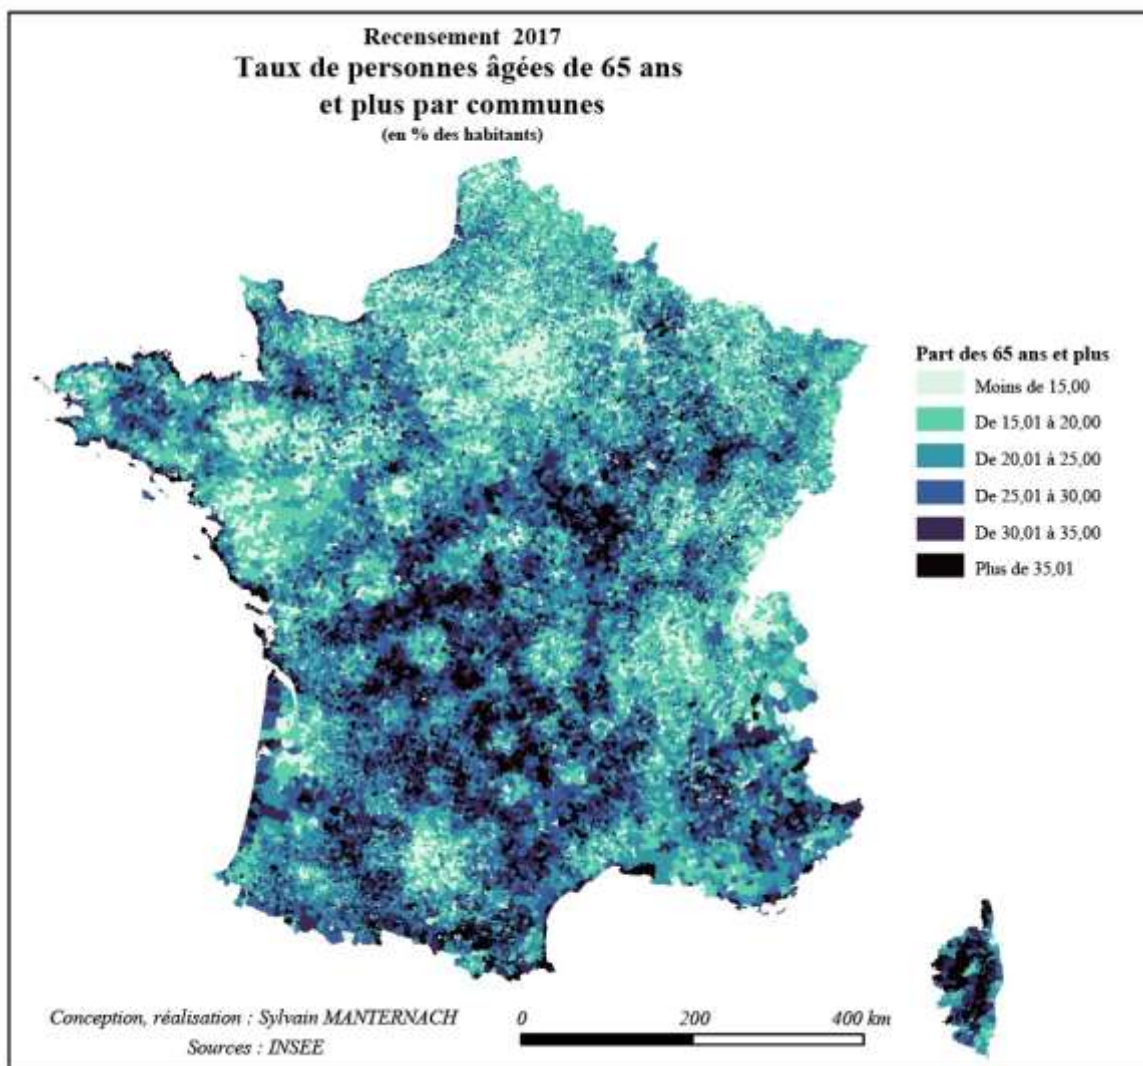 Recensement 2017
Taux de personnes âgées de 65 ans
et plus par communes
(en % des habitants)
Part des 65 ans et plus
Moins de 15,00
De 15,01 à 20,00
De 20,01 à 25,00
De 25,01 à 30,00
De 30,01 à 35,00
Plus de 35,01
Conception, réalisation : Sylvain MANTERNACH
Sources : INSEE
0 200 400 km